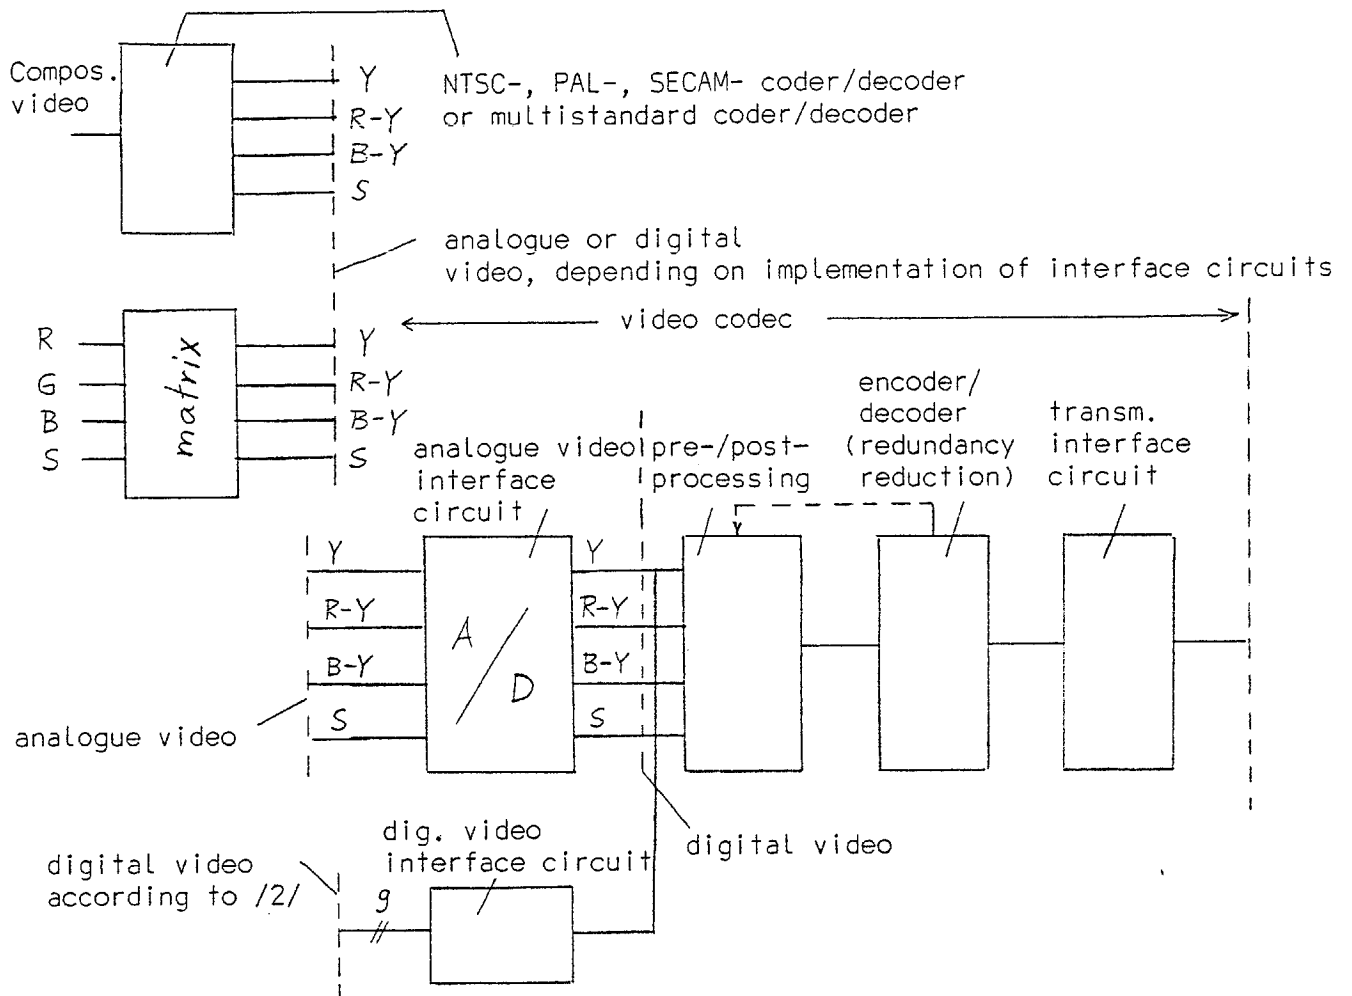 Compos.
video
Y
R-Y
B-Y
S
NTSC-, PAL-, SECAM- coder/decoder
or multistandard coder/decoder
analogue or digital
video, depending on implementation of interface circuits
video codec
R
G
B
S
matrix
Y
R-Y
B-Y
S
analogue video
interface
circuit
pre-/post-
processing
encoder/
decoder
(redundancy
reduction)
transm.
interface
circuit
Y
R-Y
B-Y
S
A/D
Y
R-Y
B-Y
S
analogue video
digital video
dig. video
interface circuit
digital video
according to /2/
9